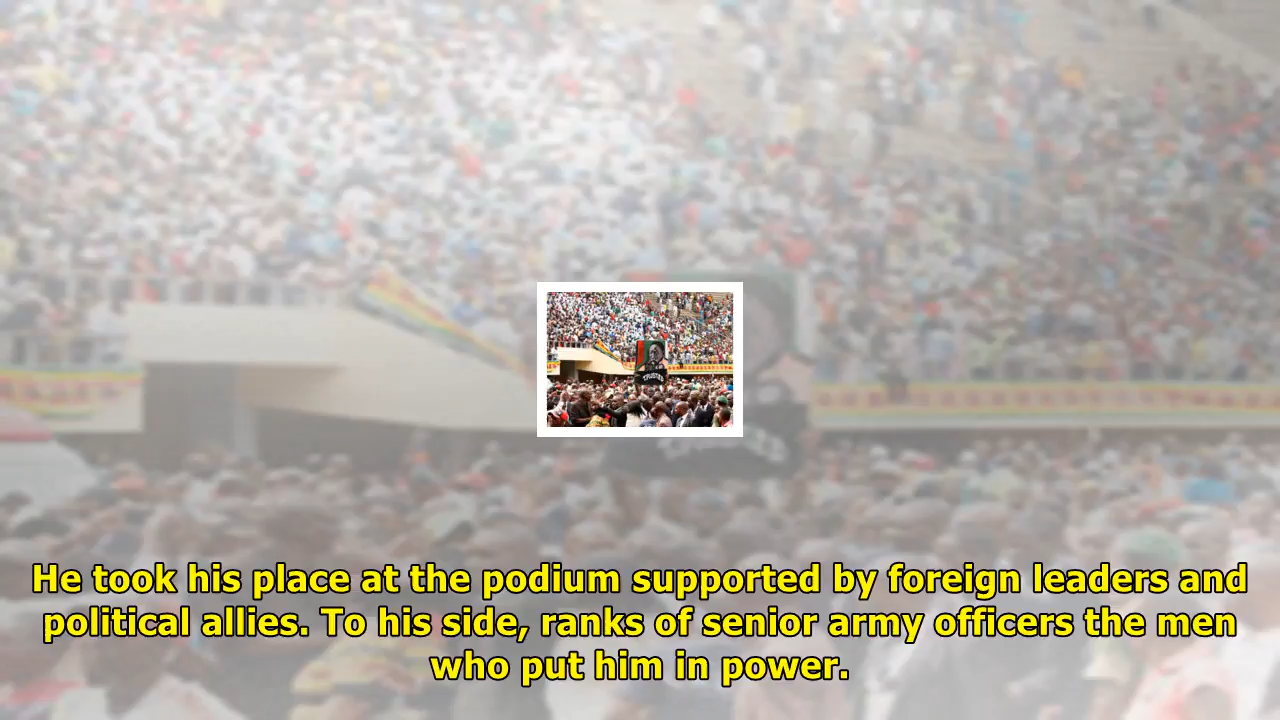 TRUSTED
He took his place at the podium supported by foreign leaders and
political allies. To his side, ranks of senior army officers the men
who put him in power.